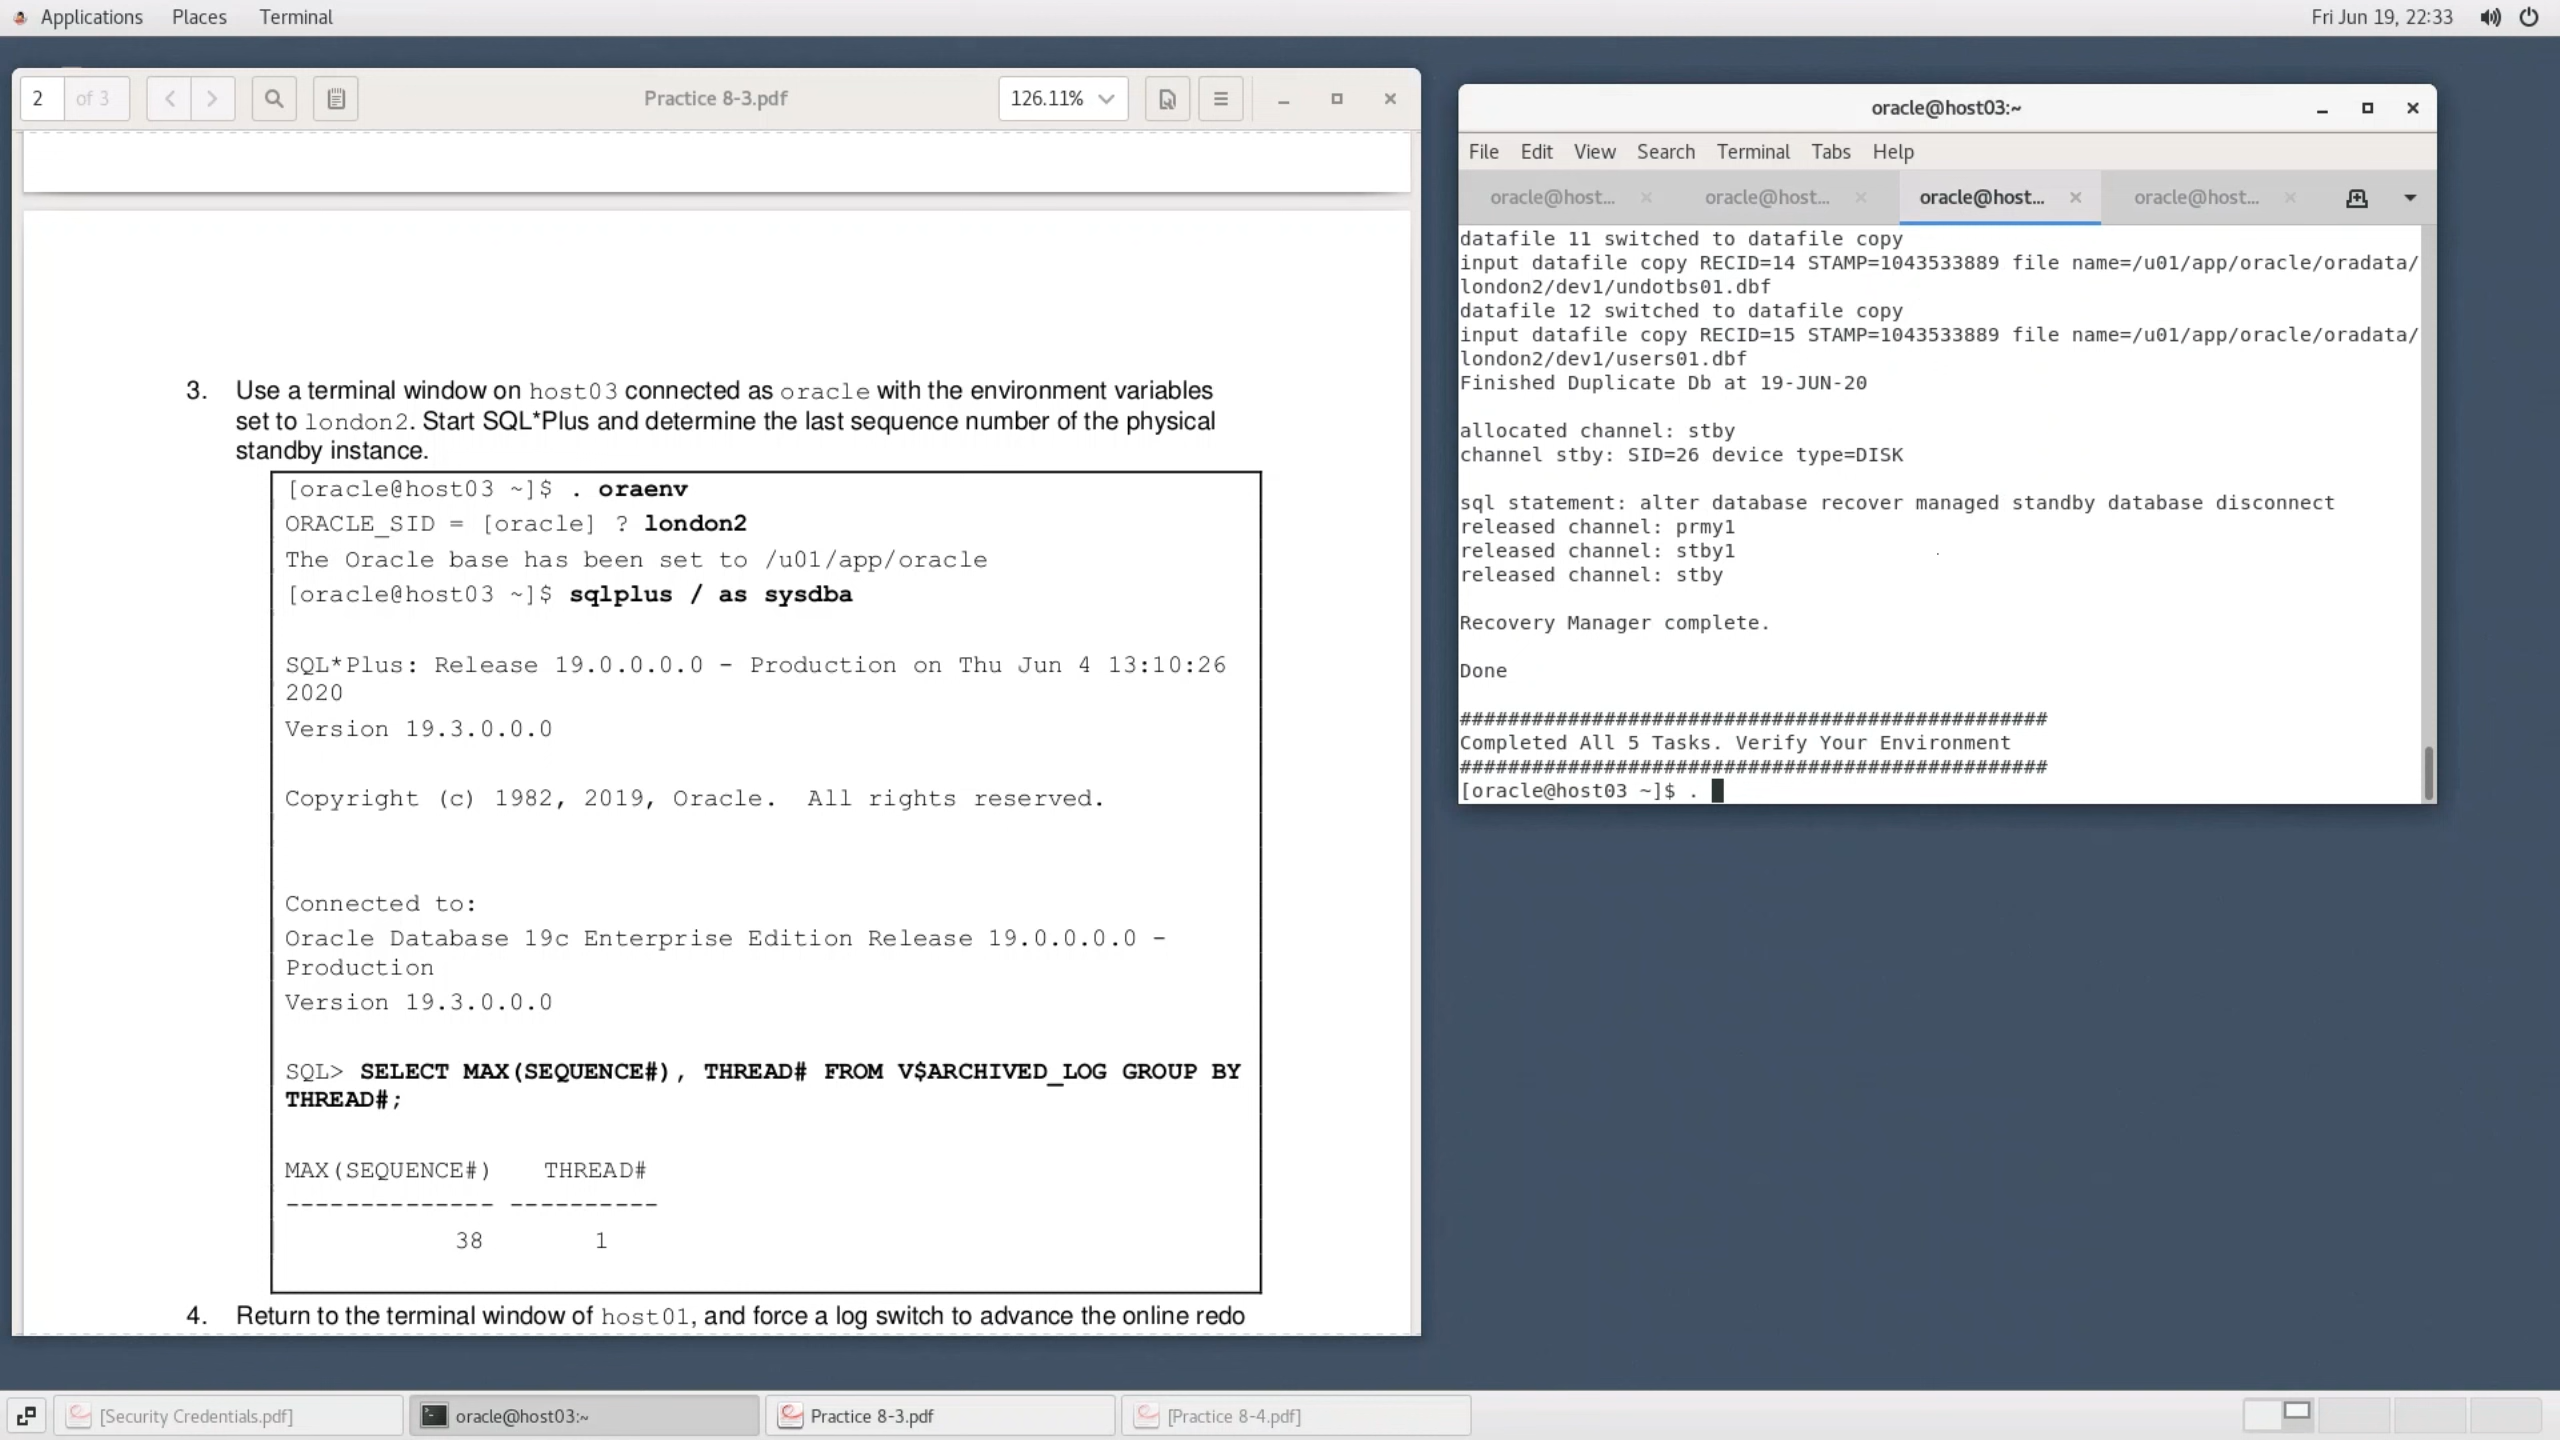 Applications Places Terminal
Fri Jun 19, 22:33
2 of 3
Practice 8-3.pdf
126.11%
3. Use a terminal window on host03 connected as oracle with the environment variables
set to london2. Start SQL*Plus and determine the last sequence number of the physical
standby instance.
[oracle@host03 ~]$ . oraenv
ORACLE_SID = [oracle] ? london2
The Oracle base has been set to /u01/app/oracle
[oracle@host03 ~]$ sqlplus / as sysdba
SQL*Plus: Release 19.0.0.0.0 - Production on Thu Jun 4 13:10:26
2020
Version 19.3.0.0.0
Copyright (c) 1982, 2019, Oracle.  All rights reserved.
Connected to:
Oracle Database 19c Enterprise Edition Release 19.0.0.0.0 -
Production
Version 19.3.0.0.0
SQL> SELECT MAX(SEQUENCE#), THREAD# FROM V$ARCHIVED_LOG GROUP BY
THREAD#;
MAX(SEQUENCE#)    THREAD#
-------------- ----------
38 1
4. Return to the terminal window of host01, and force a log switch to advance the online redo
oracle@host03:~
File Edit View Search Terminal Tabs Help
oracle@host... oracle@host... oracle@host... oracle@host...
datafile 11 switched to datafile copy
input datafile copy RECID=14 STAMP=1043533889 file name=/u01/app/oracle/oradata/
london2/dev1/undotbs01.dbf
datafile 12 switched to datafile copy
input datafile copy RECID=15 STAMP=1043533889 file name=/u01/app/oracle/oradata/
london2/dev1/users01.dbf
Finished Duplicate Db at 19-JUN-20
allocated channel: stby
channel stby: SID=26 device type=DISK
sql statement: alter database recover managed standby database disconnect
released channel: prmy1
released channel: stby1
released channel: stby
Recovery Manager complete.
Done
#################################################
Completed All 5 Tasks. Verify Your Environment
#################################################
[oracle@host03 ~]$ .
[Security Credentials.pdf] oracle@host03:~ Practice 8-3.pdf [Practice 8-4.pdf]